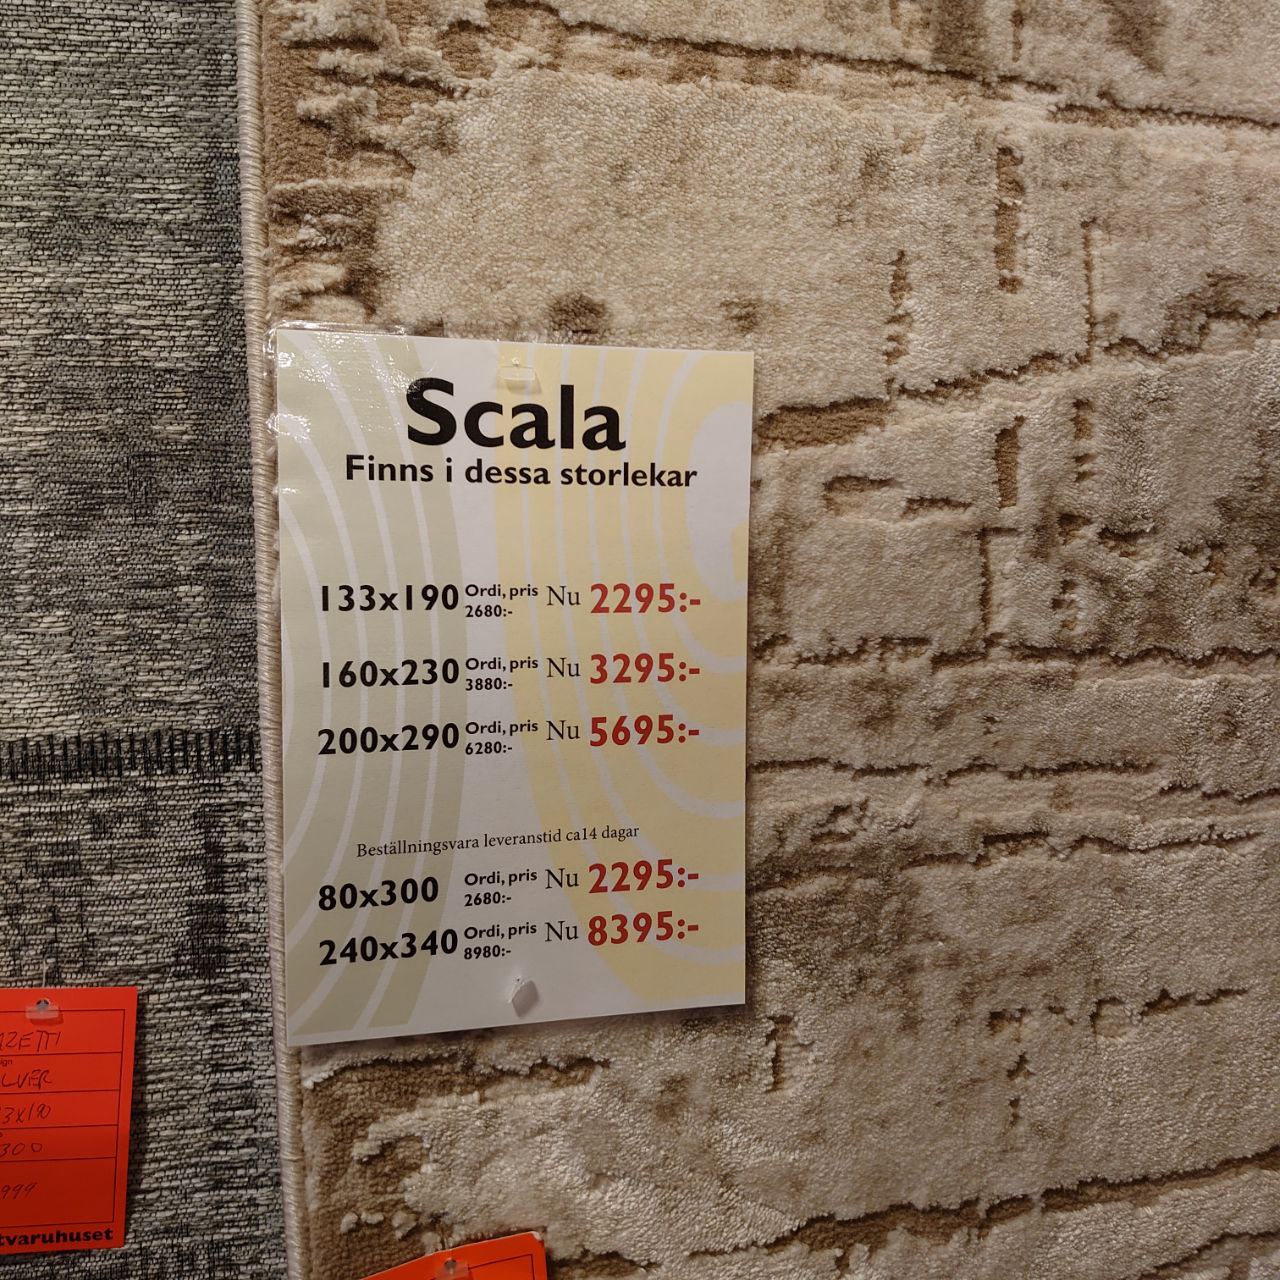 Scala
Finns i dessa storlekar
133x190 Ordi, pris 2680:- Nu 2295:-
160x230 Ordi, pris 3880:- Nu 3295:-
200x290 Ordi, pris 6280:- Nu 5695:-
Beställningsvara leveranstid ca14 dagar
80x300 Ordi, pris 2680:- Nu 2295:-
240x340 Ordi, pris 8980:- Nu 8395:-